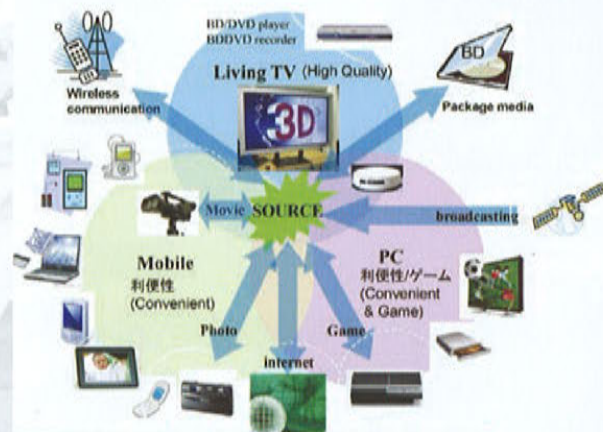 BD/DVD player
BDDVD recorder
Living TV (High Quality)
BD
Wireless
communication
Package media
3D
Movie
SOURCE
broadcasting
Mobile
利便性
(Convenient)
PC
利便性/ゲーム
(Convenient
& Game)
Photo
Game
internet